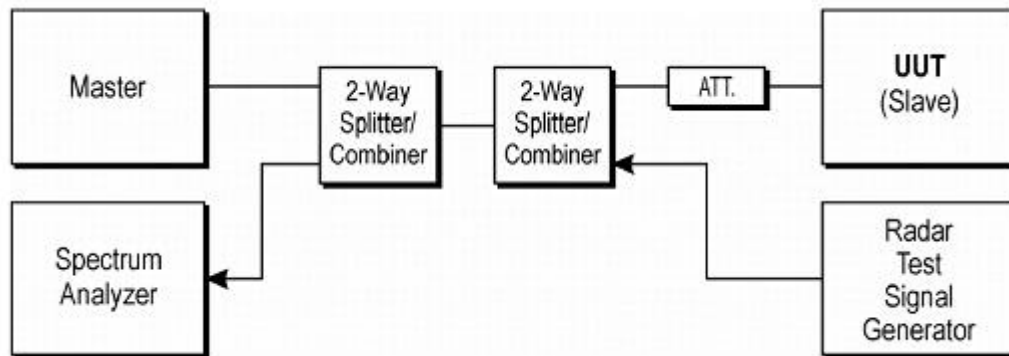 Master
2-Way
Splitter/
Combiner
2-Way
Splitter/
Combiner
ATT.
UUT
(Slave)
Spectrum
Analyzer
Radar
Test
Signal
Generator